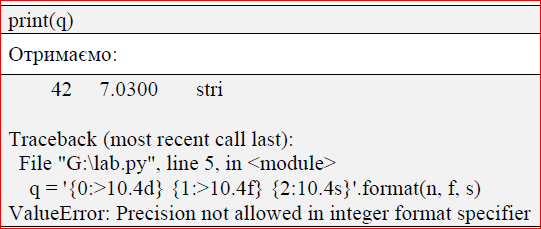 print(q)
Отримаємо:
42 7.0300 stri
Traceback (most recent call last):
File "G:\lab.py", line 5, in <module>
q = '{0:>10.4d} {1:>10.4f} {2:10.4s}'.format(n, f, s)
ValueError: Precision not allowed in integer format specifier